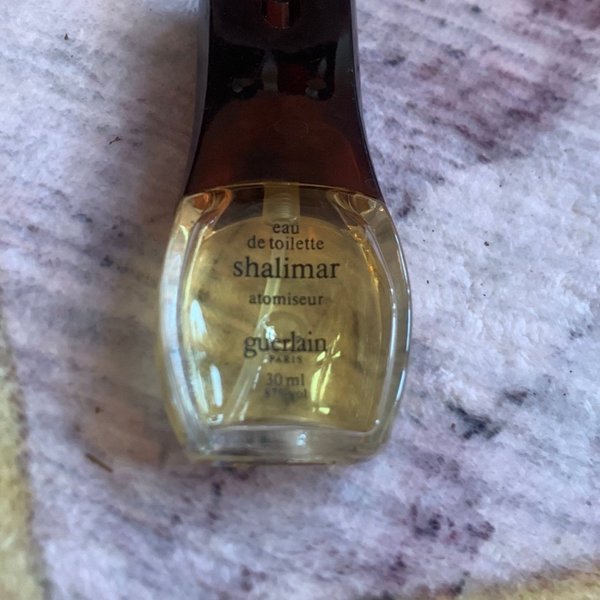 eau
de toilette
shalimar
atomiseur
guerlain
PARIS
30 ml